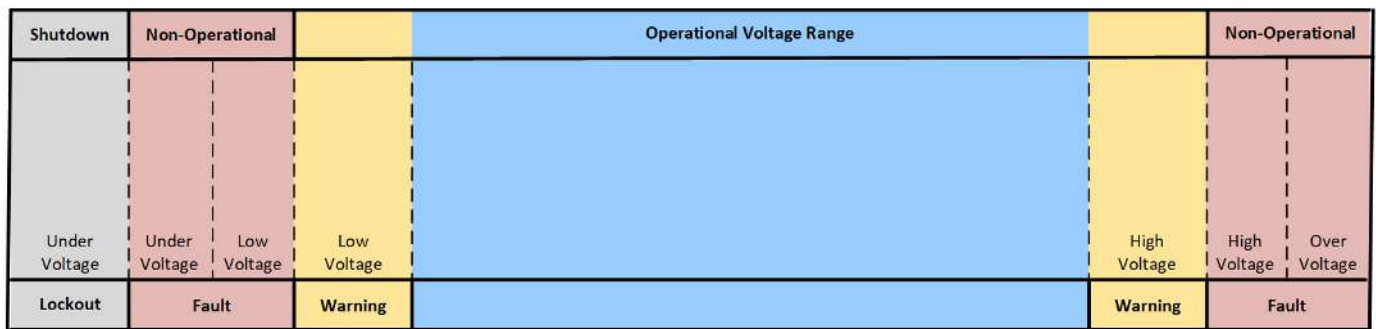 Shutdown Non-Operational Operational Voltage Range Non-Operational
Under Under Low Low High High Over
Voltage Voltage Voltage Voltage Voltage Voltage Voltage
Lockout Fault Warning Warning Fault